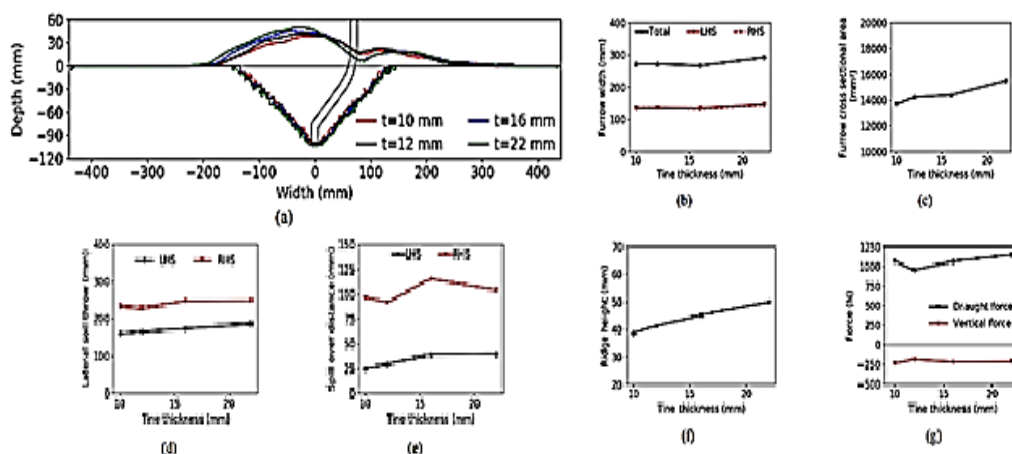 60
30
0
−30
−60
−90
−120
Depth (mm)
t=10 mm
t=16 mm
t=12 mm
t=22 mm
−400 −300 −200 −100 0 100 200 300 400
Width (mm)
(a)
400
300
200
100
0
Furrow width (mm)
Total LHS RHS
10 15 20
Tine thickness (mm)
(b)
20000
18000
16000
14000
12000
10000
Furrow cross sectional area
(mm²)
10 15 20
Tine thickness (mm)
(c)
400
300
200
100
0
Lateral soil throw (mm)
LHS RHS
10 15 20
Tine thickness (mm)
(d)
150
125
100
75
50
25
0
Spill over distance (mm)
LHS RHS
10 15 20
Tine thickness (mm)
(e)
70
60
50
40
30
20
Ridge height (mm)
10 15 20
Tine thickness (mm)
(f)
1250
1000
750
500
250
0
−250
−500
Force (N)
Draught force
Vertical force
10 15 20
Tine thickness (mm)
(g)